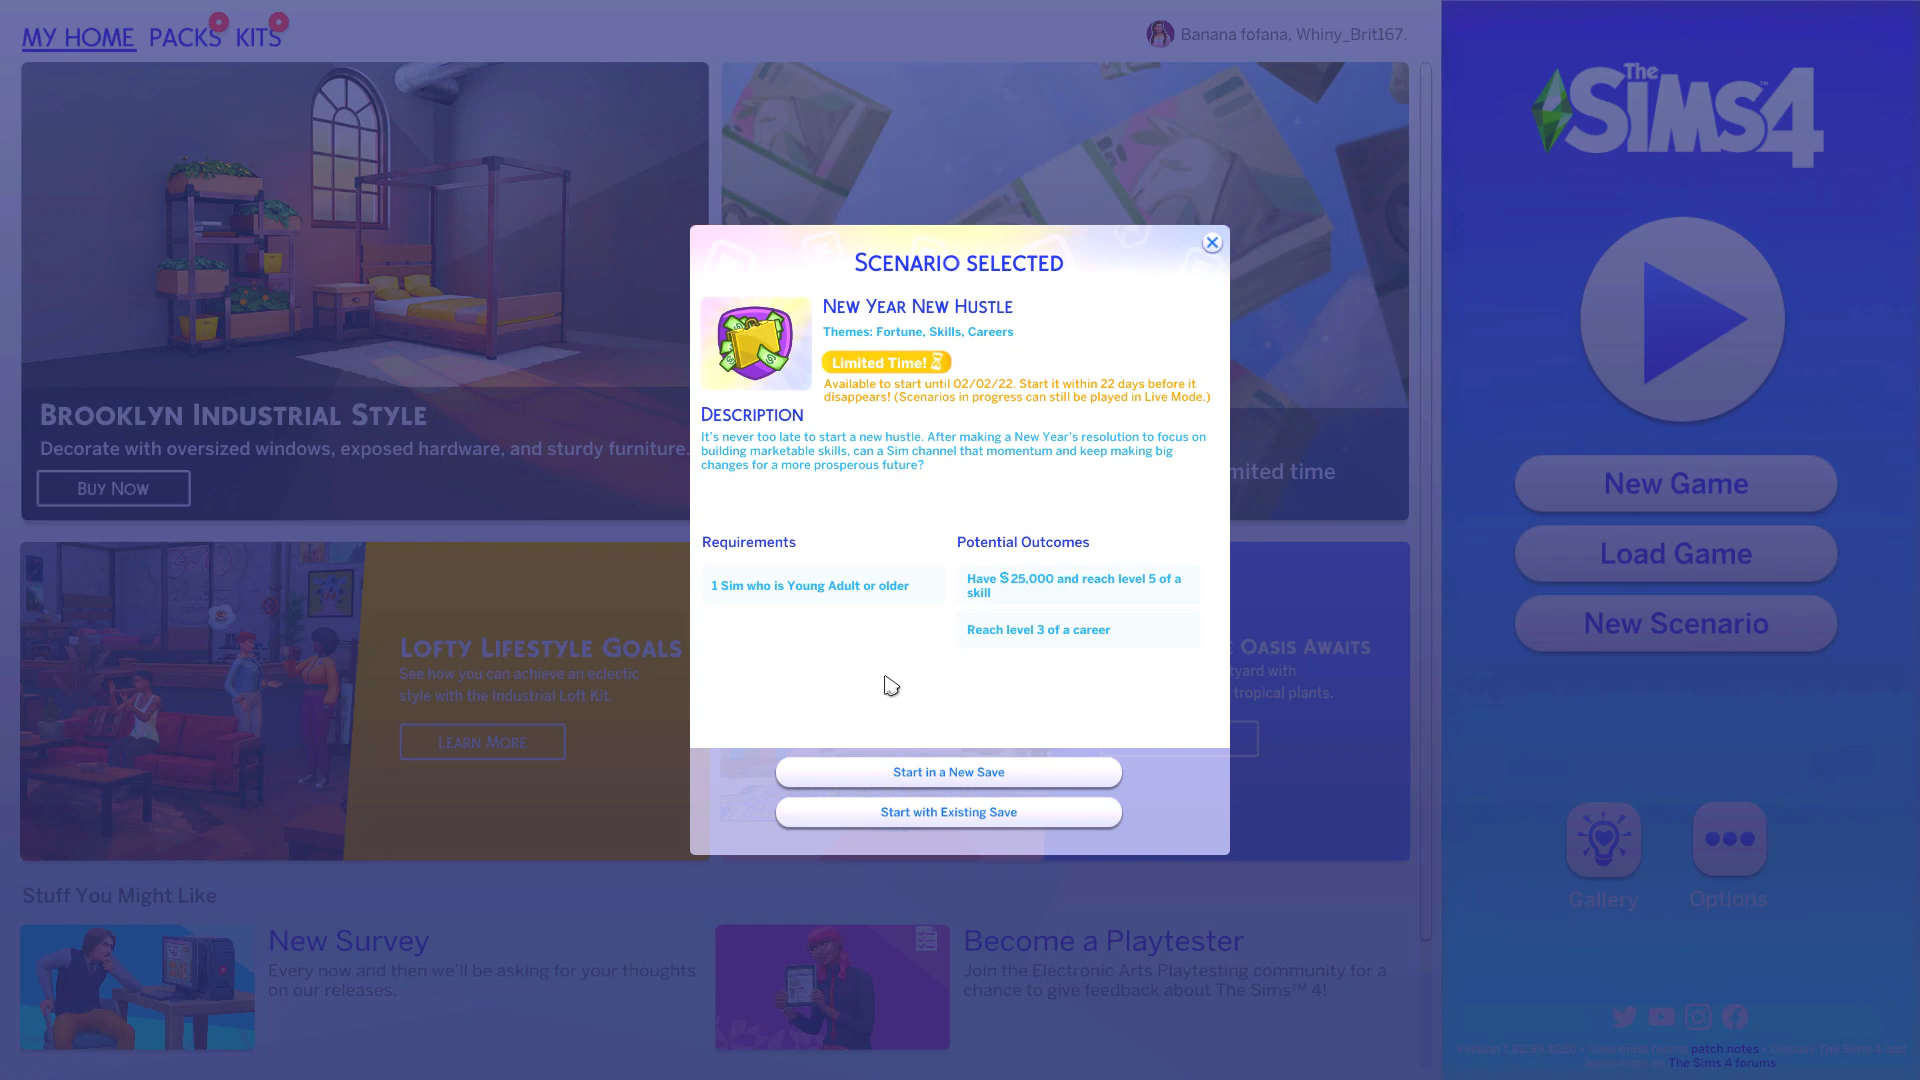 MY HOME PACKS KITS
Banana fofana, Whiny_Brit167.
BROOKLYN INDUSTRIAL STYLE
Decorate with oversized windows, exposed hardware, and sturdy furniture.
BUY NOW
mited time
LOFTY LIFESTYLE GOALS
See how you can achieve an eclectic
style with the Industrial Loft Kit.
LEARN MORE
OASIS AWAITS
yard with
tropical plants.
Stuff You Might Like
New Survey
Every now and then we'll be asking for your thoughts
on our releases.
Become a Playtester
Join the Electronic Arts Playtesting community for a
chance to give feedback about The Sims™ 4!
SCENARIO SELECTED
NEW YEAR NEW HUSTLE
Themes: Fortune, Skills, Careers
Limited Time!
Available to start until 02/02/22. Start it within 22 days before it
disappears! (Scenarios in progress can still be played in Live Mode.)
DESCRIPTION
It's never too late to start a new hustle. After making a New Year's resolution to focus on
building marketable skills, can a Sim channel that momentum and keep making big
changes for a more prosperous future?
Requirements
1 Sim who is Young Adult or older
Potential Outcomes
Have §25,000 and reach level 5 of a
skill
Reach level 3 of a career
Start in a New Save
Start with Existing Save
The SIMS 4
New Game
Load Game
New Scenario
Gallery
Options
patch notes
The Sims 4 forums